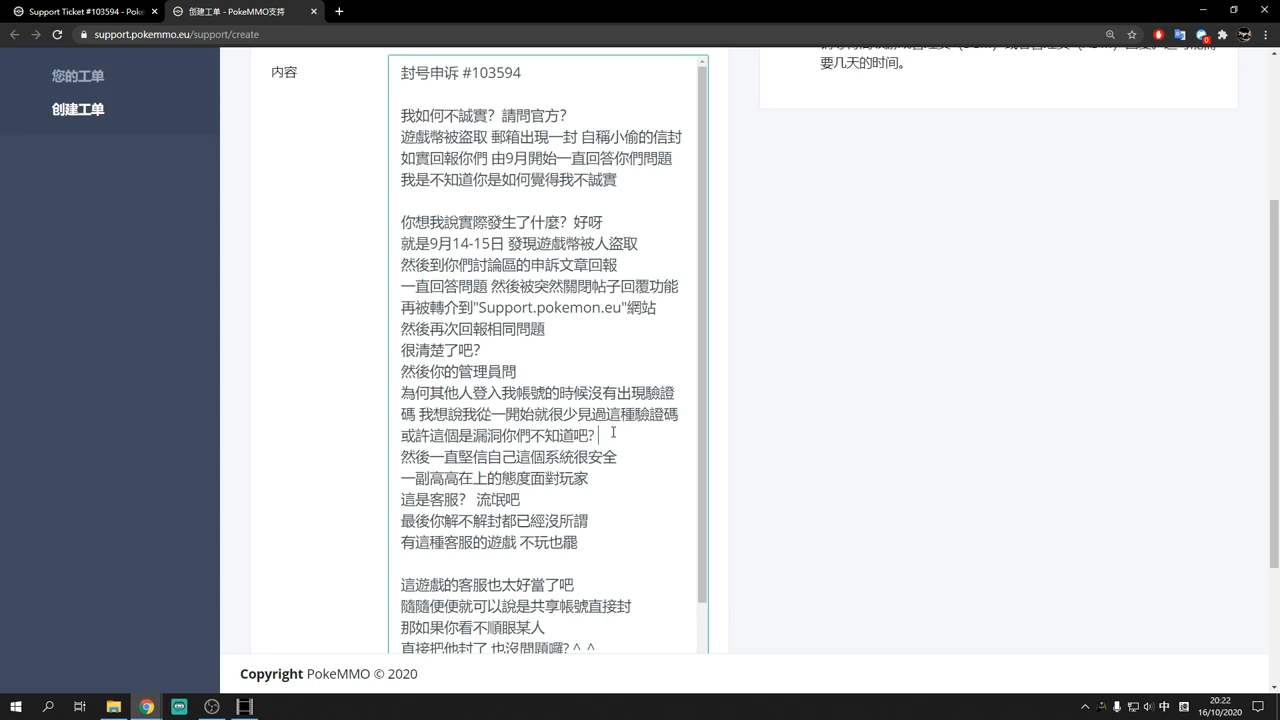 Support Ticket #103594 - Poke
创建工单 - PokeMMO支持
support.pokemmo.eu/support/create
您的工单
创建工单
内容
封号申诉 #103594
我如何不誠實？請問官方？
遊戲幣被盜取 郵箱出現一封 自稱小偷的信封
如實回報你們 由9月開始一直回答你們問題
我是不知道你是如何覺得我不誠實
你想我說實際發生了什麼？好呀
就是9月14-15日 發現遊戲幣被人盜取
然後到你們討論區的申訴文章回報
一直回答問題 然後被突然關閉帖子回覆功能
再被轉介到"Support.pokemon.eu"網站
然後再次回報相同問題
很清楚了吧？
然後你的管理員問
為何其他人登入我帳號的時候沒有出現驗證
碼 我想說我從一開始就很少見過這種驗證碼
或許這個是漏洞你們不知道吧?
然後一直堅信自己這個系統很安全
一副高高在上的態度面對玩家
這是客服？ 流氓吧
最後你解不解封都已經沒所謂
有這種客服的遊戲 不玩也罷
這遊戲的客服也太好當了吧
隨隨便便就可以說是共享帳號直接封
那如果你看不順眼某人
直接把他封了 也沒問題囉? ^_^
要几天的时间。
Copyright PokeMMO © 2020
中
20:22
16/10/2020